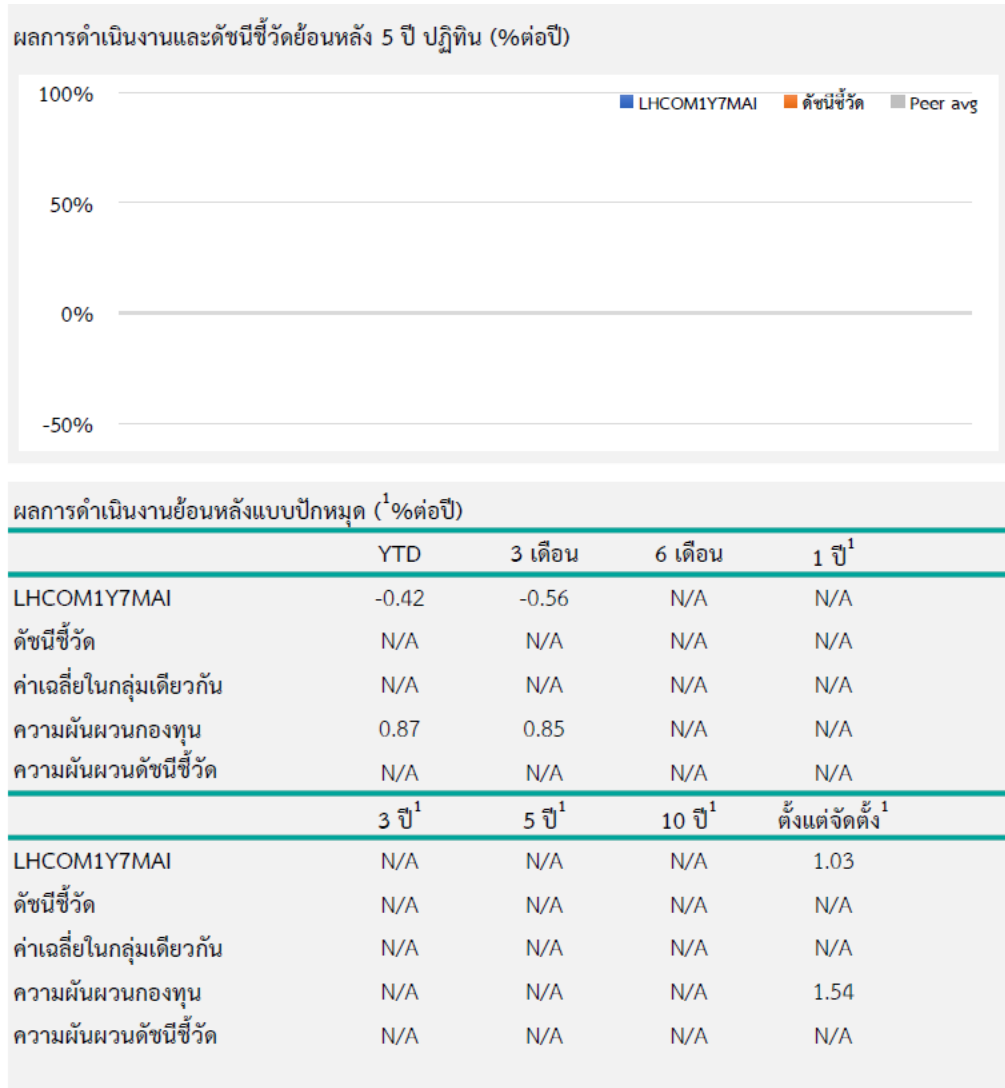 ผลการดำเนินงานและดัชนีชี้วัดย้อนหลัง 5 ปี ปฏิทิน (%ต่อปี)
100%
LHCOM1Y7MAI ดัชนีชี้วัด Peer avg
50%
0%
-50%
ผลการดำเนินงานย้อนหลังแบบปักหมุด (¹%ต่อปี)
YTD 3 เดือน 6 เดือน 1 ปี¹
LHCOM1Y7MAI -0.42 -0.56 N/A N/A
ดัชนีชี้วัด N/A N/A N/A N/A
ค่าเฉลี่ยในกลุ่มเดียวกัน N/A N/A N/A N/A
ความผันผวนกองทุน 0.87 0.85 N/A N/A
ความผันผวนดัชนีชี้วัด N/A N/A N/A N/A
3 ปี¹ 5 ปี¹ 10 ปี¹ ตั้งแต่จัดตั้ง¹
LHCOM1Y7MAI N/A N/A N/A 1.03
ดัชนีชี้วัด N/A N/A N/A N/A
ค่าเฉลี่ยในกลุ่มเดียวกัน N/A N/A N/A N/A
ความผันผวนกองทุน N/A N/A N/A 1.54
ความผันผวนดัชนีชี้วัด N/A N/A N/A N/A